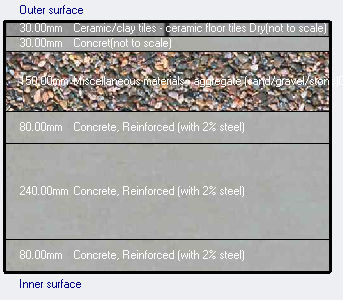 Outer surface
30.00mm Ceramic/clay tiles - ceramic floor tiles Dry(not to scale)
30.00mm Concret(not to scale)
150.00mm Miscellaneous materials - aggregate (sand/gravel/ston
80.00mm Concrete, Reinforced (with 2% steel)
240.00mm Concrete, Reinforced (with 2% steel)
80.00mm Concrete, Reinforced (with 2% steel)
Inner surface